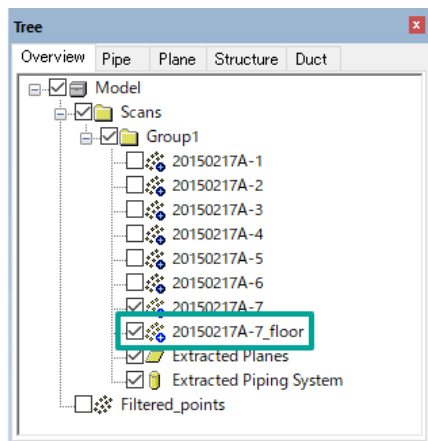 Tree
Overview Pipe Plane Structure Duct
Model
Scans
Group1
20150217A-1
20150217A-2
20150217A-3
20150217A-4
20150217A-5
20150217A-6
20150217A-7
20150217A-7_floor
Extracted Planes
Extracted Piping System
Filtered_points